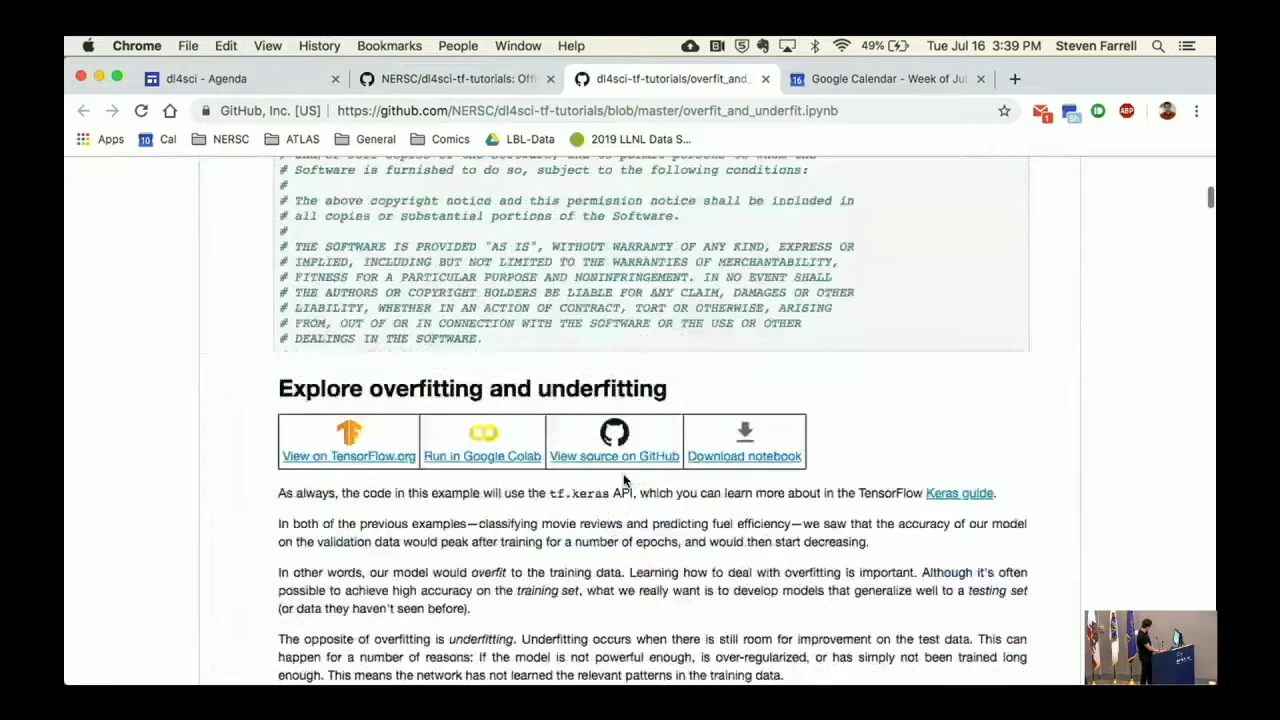 Chrome File Edit View History Bookmarks People Window Help 49% Tue Jul 16 3:39 PM Steven Farrell
dl4sci - Agenda NERSC/dl4sci-tf-tutorials: Offi dl4sci-tf-tutorials/overfit_and_ Google Calendar - Week of Jul
GitHub, Inc. [US] https://github.com/NERSC/dl4sci-tf-tutorials/blob/master/overfit_and_underfit.ipynb
Apps Cal NERSC ATLAS General Comics LBL-Data 2019 LLNL Data S...
# Software is furnished to do so, subject to the following conditions:
#
# The above copyright notice and this permission notice shall be included in
# all copies or substantial portions of the Software.
#
# THE SOFTWARE IS PROVIDED "AS IS", WITHOUT WARRANTY OF ANY KIND, EXPRESS OR
# IMPLIED, INCLUDING BUT NOT LIMITED TO THE WARRANTIES OF MERCHANTABILITY,
# FITNESS FOR A PARTICULAR PURPOSE AND NONINFRINGEMENT. IN NO EVENT SHALL
# THE AUTHORS OR COPYRIGHT HOLDERS BE LIABLE FOR ANY CLAIM, DAMAGES OR OTHER
# LIABILITY, WHETHER IN AN ACTION OF CONTRACT, TORT OR OTHERWISE, ARISING
# FROM, OUT OF OR IN CONNECTION WITH THE SOFTWARE OR THE USE OR OTHER
# DEALINGS IN THE SOFTWARE.
Explore overfitting and underfitting
View on TensorFlow.org Run in Google Colab View source on GitHub Download notebook
As always, the code in this example will use the tf.keras API, which you can learn more about in the TensorFlow Keras guide.
In both of the previous examples—classifying movie reviews and predicting fuel efficiency—we saw that the accuracy of our model
on the validation data would peak after training for a number of epochs, and would then start decreasing.
In other words, our model would overfit to the training data. Learning how to deal with overfitting is important. Although it's often
possible to achieve high accuracy on the training set, what we really want is to develop models that generalize well to a testing set
(or data they haven't seen before).
The opposite of overfitting is underfitting. Underfitting occurs when there is still room for improvement on the test data. This can
happen for a number of reasons: If the model is not powerful enough, is over-regularized, or has simply not been trained long
enough. This means the network has not learned the relevant patterns in the training data.